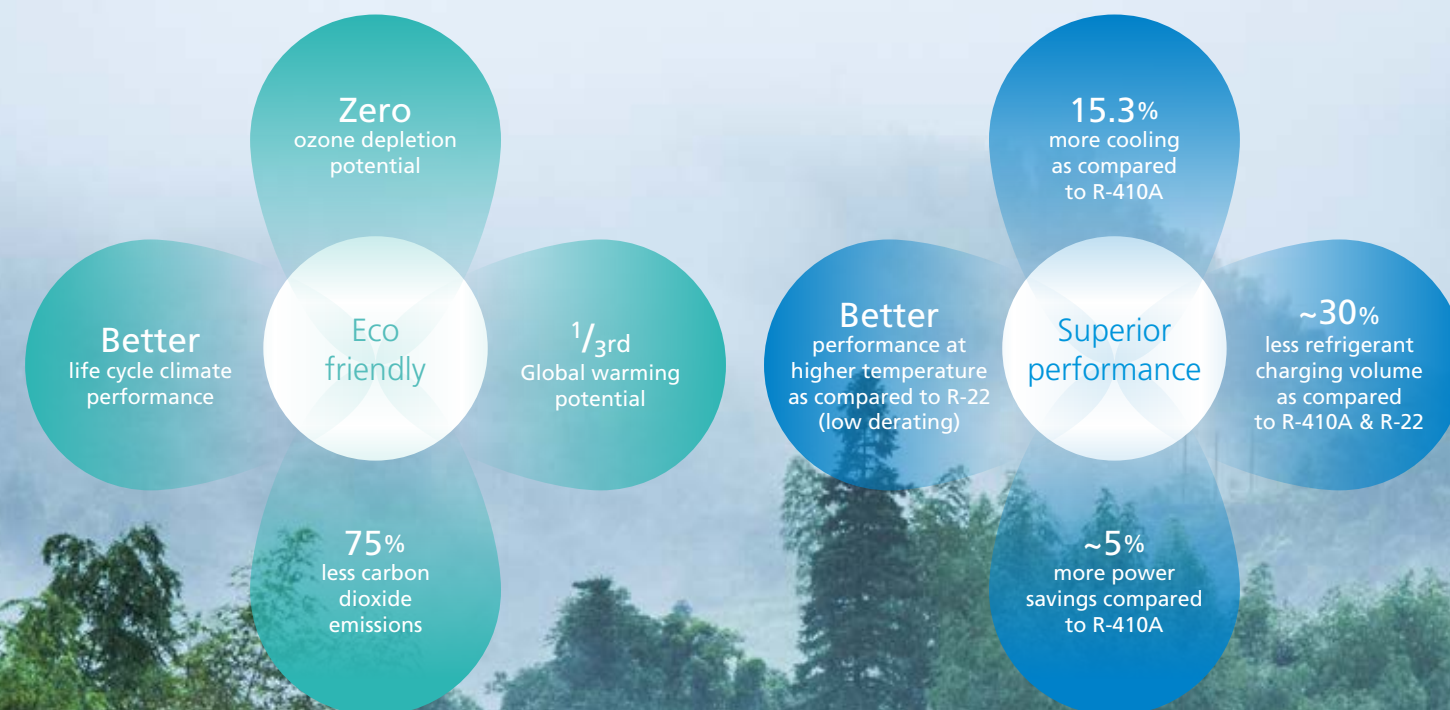 Zero
ozone depletion
potential
Better
life cycle climate
performance
Eco
friendly
1/3rd
Global warming
potential
75%
less carbon
dioxide
emissions
15.3%
more cooling
as compared
to R-410A
Better
performance at
higher temperature
as compared to R-22
(low derating)
Superior
performance
~30%
less refrigerant
charging volume
as compared
to R-410A & R-22
~5%
more power
savings compared
to R-410A